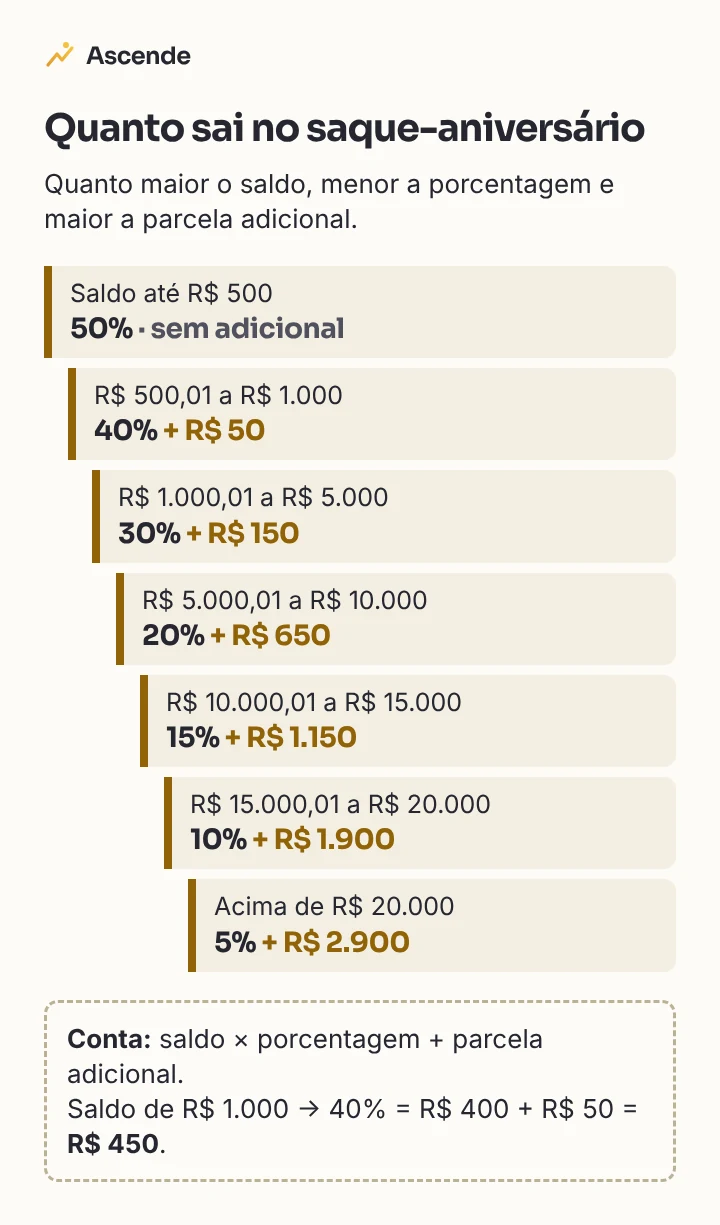 Ascende
Quanto sai no saque-aniversário
Quanto maior o saldo, menor a porcentagem e
maior a parcela adicional.
Saldo até R$ 500
50% · sem adicional
R$ 500,01 a R$ 1.000
40% + R$ 50
R$ 1.000,01 a R$ 5.000
30% + R$ 150
R$ 5.000,01 a R$ 10.000
20% + R$ 650
R$ 10.000,01 a R$ 15.000
15% + R$ 1.150
R$ 15.000,01 a R$ 20.000
10% + R$ 1.900
Acima de R$ 20.000
5% + R$ 2.900
Conta: saldo × porcentagem + parcela
adicional.
Saldo de R$ 1.000 → 40% = R$ 400 + R$ 50 =
R$ 450.